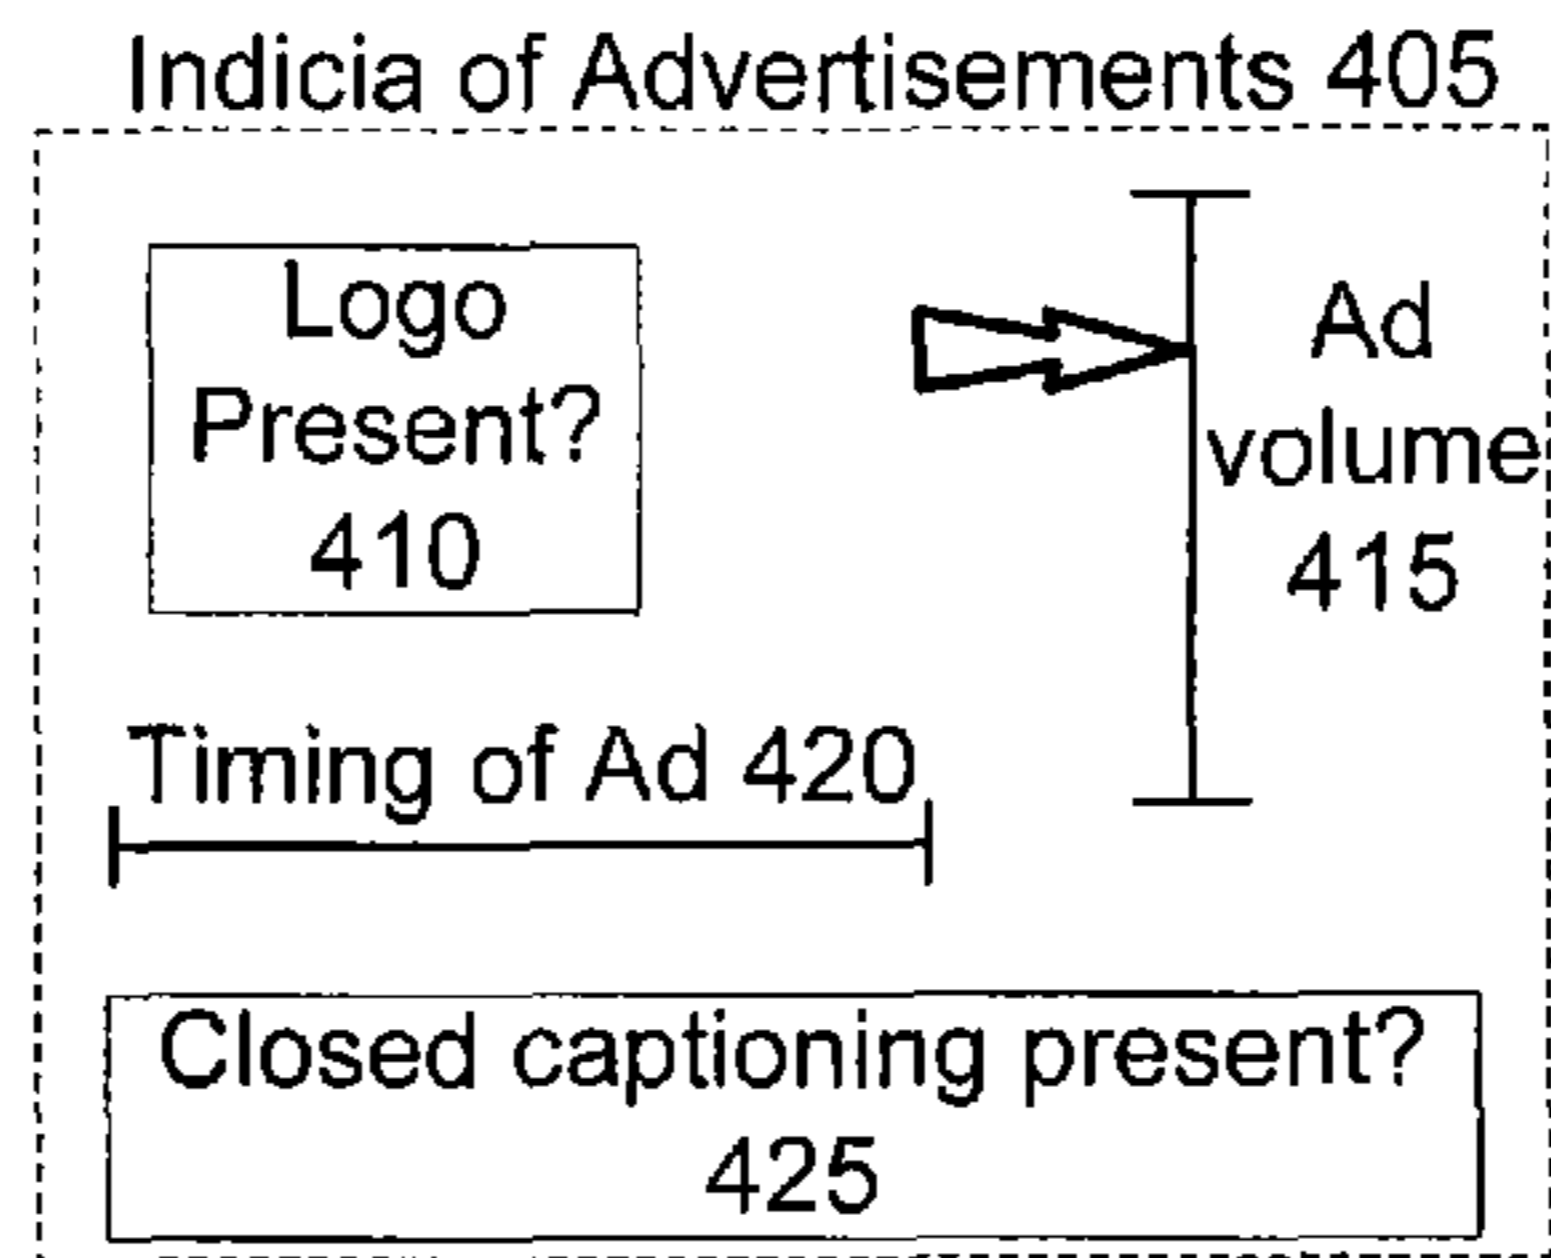 Indicia of Advertisements 405
Logo
Present?
410
Ad
volume
415
Timing of Ad 420
Closed captioning present?
425